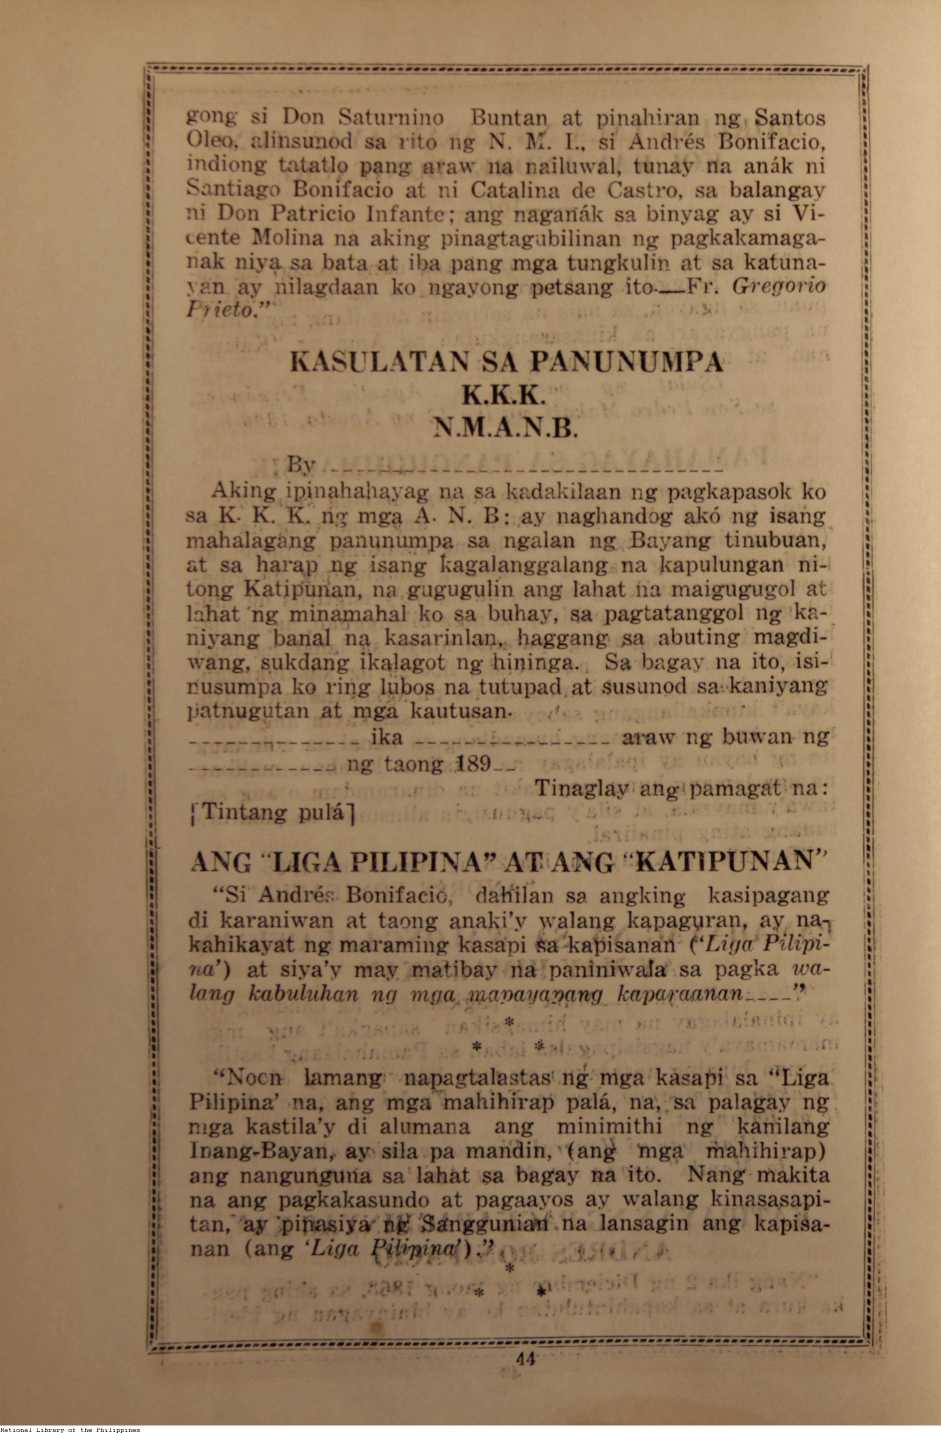 gong si Don Saturnino Buntan at pinahiran ng Santos
Oleo, alinsunod sa rito ng N. M. I., si Andrés Bonifacio,
indiong tatatlo pang araw na nailuwal, tunay na anák ni
Santiago Bonifacio at ni Catalina de Castro, sa balangay
ni Don Patricio Infante; ang naganák sa binyag ay si Vi-
cente Molina na aking pinagtagubilinan ng pagkakamaga-
nak niya sa bata at iba pang mga tungkulin at sa katuna-
yan ay nilagdaan ko ngayong petsang ito.—Fr. Gregorio
Prieto."
KASULATAN SA PANUNUMPA
K.K.K.
N.M.A.N.B.
By ________________
Aking ipinahahayag na sa kadakilaan ng pagkapasok ko
sa K. K. K. ng mga A. N. B: ay naghandog akó ng isang
mahalagang panunumpa sa ngalan ng Bayang tinubuan,
at sa harap ng isang kagalanggalang na kapulungan ni-
tong Katipunan, na gugugulin ang lahat na maigugugol at
lahat ng minamahal ko sa buhay, sa pagtatanggol ng ka-
niyang banal na kasarinlan, haggang sa abuting magdi-
wang, sukdang ikalagot ng hininga. Sa bagay na ito, isi-
nusumpa ko ring lubos na tutupad at susunod sa kaniyang
patnugutan at mga kautusan.
______________ ika ________________ araw ng buwan ng
____________ ng taong 189__
Tinaglay ang pamagat na:
[Tintang pulá]
ANG "LIGA PILIPINA" AT ANG "KATIPUNAN"
"Si Andrés Bonifacio, dahilan sa angking kasipagang
di karaniwan at taong anaki'y walang kapaguran, ay na-
kahikayat ng maraming kasapi sa kapisanan ('Liga Pilipi-
na') at siya'y may matibay na paniniwala sa pagka wa-
lang kabuluhan ng mga mapayapang kaparaanan____"
*
* *
"Nocn lamang napagtalastas ng mga kasapi sa "Liga
Pilipina' na, ang mga mahihirap palá, na, sa palagay ng
mga kastila'y di alumana ang minimithi ng kanilang
Inang-Bayan, ay sila pa mandin, (ang mga mahihirap)
ang nangunguna sa lahat sa bagay na ito. Nang makita
na ang pagkakasundo at pagaayos ay walang kinasasapi-
tan, ay pinasiya ng Sanggunian na lansagin ang kapisa-
nan (ang 'Liga Pilipina')."
*
* *
44
National Library of the Philippines